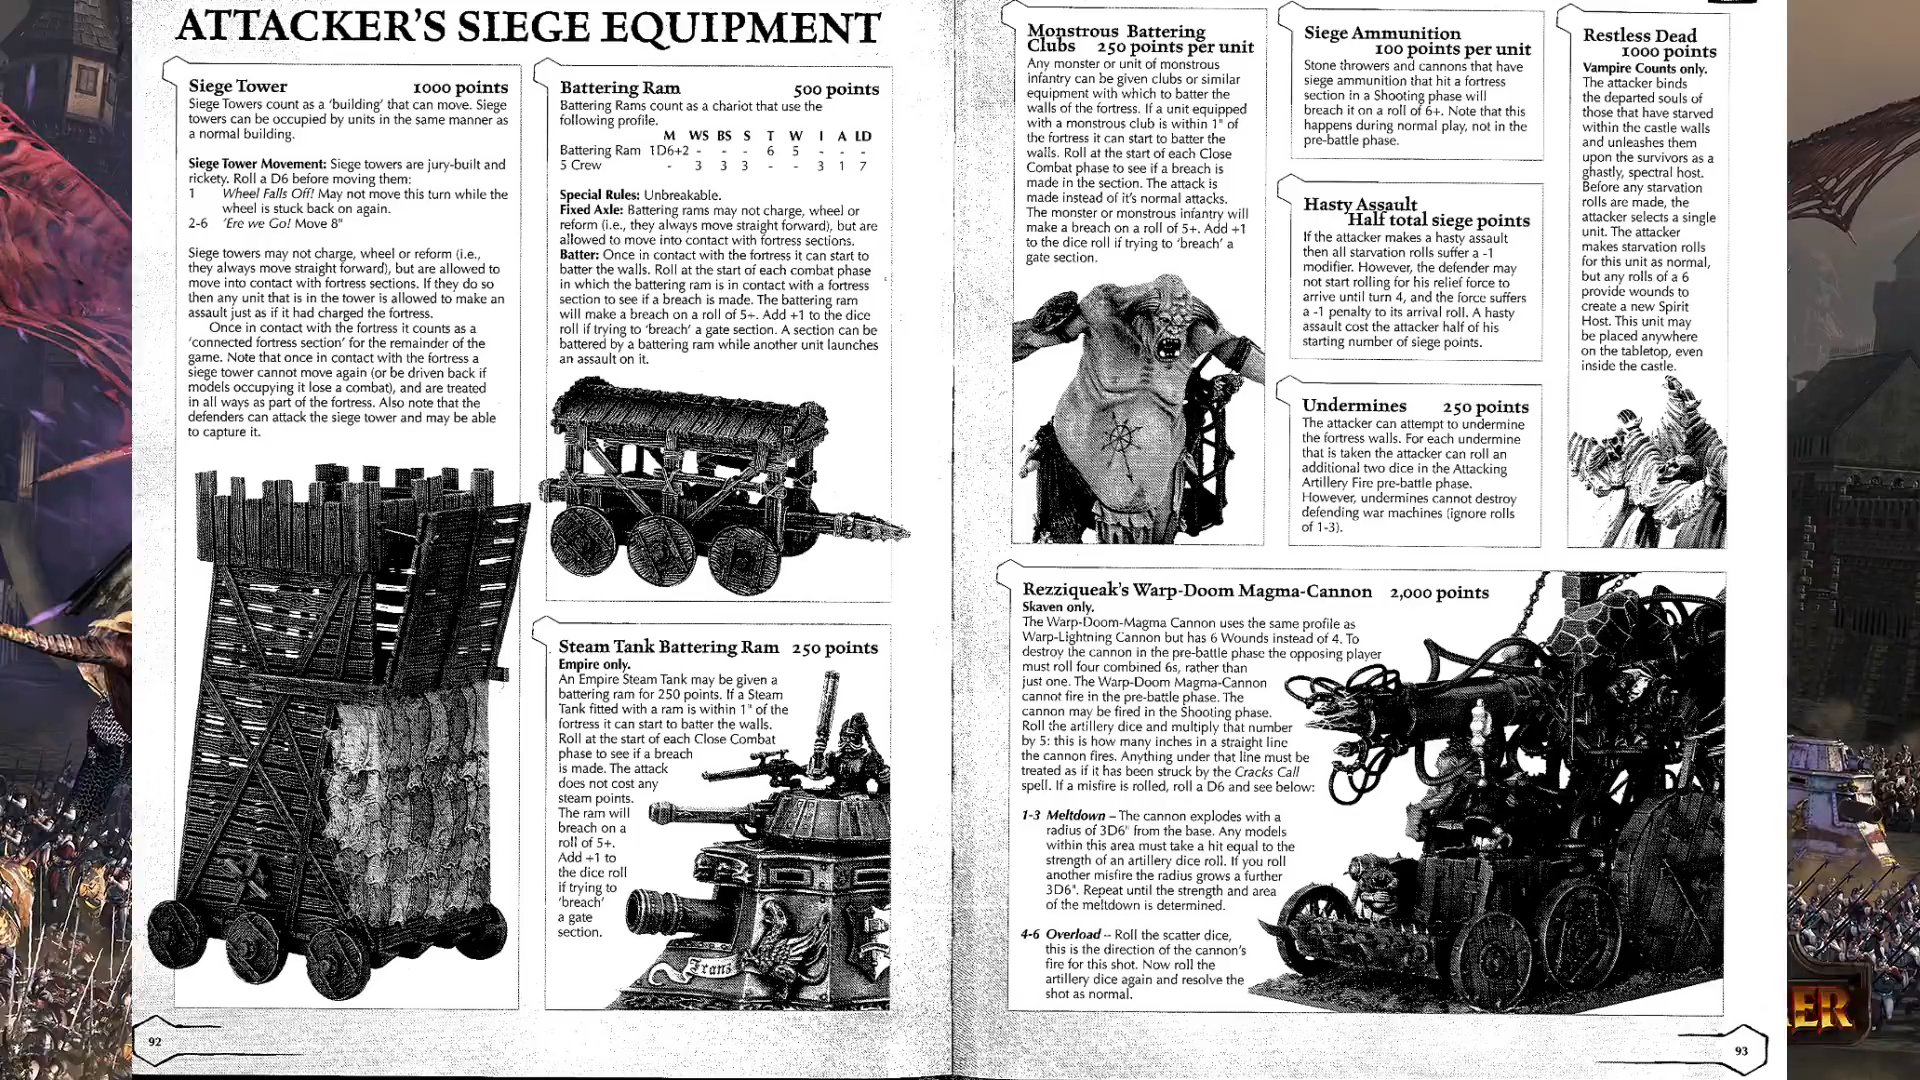 ATTACKER'S SIEGE EQUIPMENT
Siege Tower 1000 points
Siege Towers count as a 'building' that can move. Siege
towers can be occupied by units in the same manner as
a normal building.
Siege Tower Movement: Siege towers are jury-built and
rickety. Roll a D6 before moving them:
1 Wheel Falls Off! May not move this turn while the
wheel is stuck back on again.
2-6 'Ere we Go! Move 8"
Siege towers may not charge, wheel or reform (i.e.,
they always move straight forward), but are allowed to
move into contact with fortress sections. If they do so
then any unit that is in the tower is allowed to make an
assault just as if it had charged the fortress.
Once in contact with the fortress it counts as a
'connected fortress section' for the remainder of the
game. Note that once in contact with the fortress a
siege tower cannot move again (or be driven back if
models occupying it lose a combat), and are treated
in all ways as part of the fortress. Also note that the
defenders can attack the siege tower and may be able
to capture it.
92
Battering Ram 500 points
Battering Rams count as a chariot that use the
following profile.
M WS BS S T W I A LD
Battering Ram 1D6+2 - - - 6 5 - - -
5 Crew - 3 3 3 - - 3 1 7
Special Rules: Unbreakable.
Fixed Axle: Battering rams may not charge, wheel or
reform (i.e., they always move straight forward), but are
allowed to move into contact with fortress sections.
Batter: Once in contact with the fortress it can start to
batter the walls. Roll at the start of each combat phase
in which the battering ram is in contact with a fortress
section to see if a breach is made. The battering ram
will make a breach on a roll of 5+. Add +1 to the dice
roll if trying to 'breach' a gate section. A section can be
battered by a battering ram while another unit launches
an assault on it.
Steam Tank Battering Ram 250 points
Empire only.
An Empire Steam Tank may be given a
battering ram for 250 points. If a Steam
Tank fitted with a ram is within 1" of the
fortress it can start to batter the walls.
Roll at the start of each Close Combat
phase to see if a breach
is made. The attack
does not cost any
steam points.
The ram will
breach on a
roll of 5+.
Add +1 to
the dice roll
if trying to
'breach'
a gate
section.
Monstrous Battering
Clubs 250 points per unit
Any monster or unit of monstrous
infantry can be given clubs or similar
equipment with which to batter the
walls of the fortress. If a unit equipped
with a monstrous club is within 1" of
the fortress it can start to batter the
walls. Roll at the start of each Close
Combat phase to see if a breach is
made in the section. The attack is
made instead of it's normal attacks.
The monster or monstrous infantry will
make a breach on a roll of 5+. Add +1
to the dice roll if trying to 'breach' a
gate section.
Siege Ammunition
100 points per unit
Stone throwers and cannons that have
siege ammunition that hit a fortress
section in a Shooting phase will
breach it on a roll of 6+. Note that this
happens during normal play, not in the
pre-battle phase.
Hasty Assault
Half total siege points
If the attacker makes a hasty assault
then all starvation rolls suffer a -1
modifier. However, the defender may
not start rolling for his relief force to
arrive until turn 4, and the force suffers
a -1 penalty to its arrival roll. A hasty
assault cost the attacker half of his
starting number of siege points.
Undermines 250 points
The attacker can attempt to undermine
the fortress walls. For each undermine
that is taken the attacker can roll an
additional two dice in the Attacking
Artillery Fire pre-battle phase.
However, undermines cannot destroy
defending war machines (ignore rolls
of 1-3).
Restless Dead
1000 points
Vampire Counts only.
The attacker binds
the departed souls of
those that have starved
within the castle walls
and unleashes them
upon the survivors as a
ghastly, spectral host.
Before any starvation
rolls are made, the
attacker selects a single
unit. The attacker
makes starvation rolls
for this unit as normal,
but any rolls of a 6
provide wounds to
create a new Spirit
Host. This unit may
be placed anywhere
on the tabletop, even
inside the castle.
Rezziqueak's Warp-Doom Magma-Cannon 2,000 points
Skaven only.
The Warp-Doom-Magma Cannon uses the same profile as
Warp-Lightning Cannon but has 6 Wounds instead of 4. To
destroy the cannon in the pre-battle phase the opposing player
must roll four combined 6s, rather than
just one. The Warp-Doom Magma-Cannon
cannot fire in the pre-battle phase. The
cannon may be fired in the Shooting phase.
Roll the artillery dice and multiply that number
by 5: this is how many inches in a straight line
the cannon fires. Anything under that line must be
treated as if it has been struck by the Cracks Call
spell. If a misfire is rolled, roll a D6 and see below:
1-3 Meltdown – The cannon explodes with a
radius of 3D6" from the base. Any models
within this area must take a hit equal to the
strength of an artillery dice roll. If you roll
another misfire the radius grows a further
3D6". Repeat until the strength and area
of the meltdown is determined.
4-6 Overload – Roll the scatter dice,
this is the direction of the cannon's
fire for this shot. Now roll the
artillery dice again and resolve the
shot as normal.
93